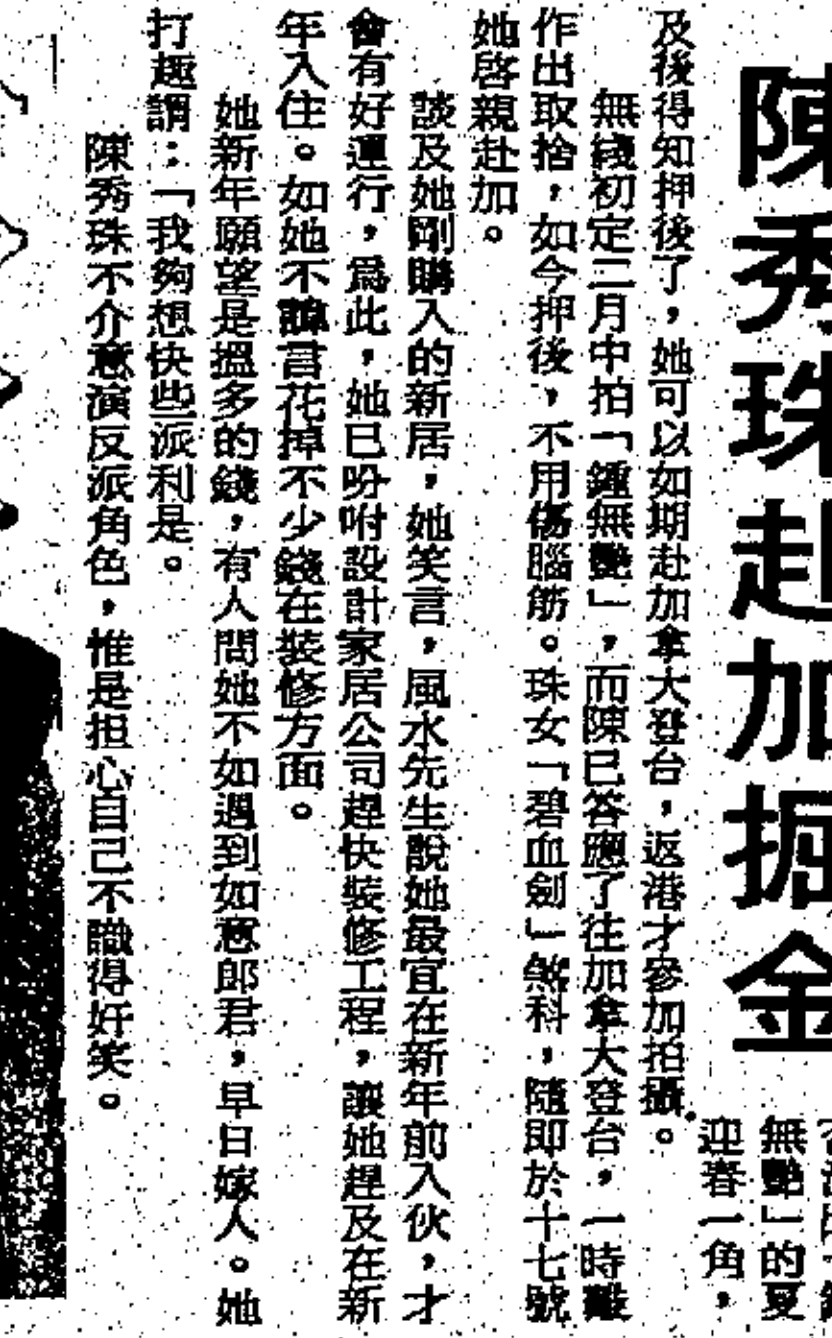 陳秀珠赴加掘金
無艷」的夏
迎春一角，
及後得知押後了，她可以如期赴加拿大登台，返港才參加拍攝。
無綫初定二月中拍「鍾無艷」，而陳已答應了往加拿大登台，一時難
作出取捨，如今押後，不用傷腦筋。珠女「碧血劍」煞科，隨即於十七號
她啓親赴加。
談及她剛購入的新居，她笑言，風水先生說她最宜在新年前入伙，才
會有好運行，爲此，她已吩咐設計家居公司趕快裝修工程，讓她趕及在新
年入住。如她不諱言花掉不少錢在裝修方面。
她新年願望是搵多的錢，有人問她不如遇到如意郎君，早日嫁人。她
打趣謂：「我夠想快些派利是。
陳秀珠不介意演反派角色，惟是担心自己不識得奸笑。